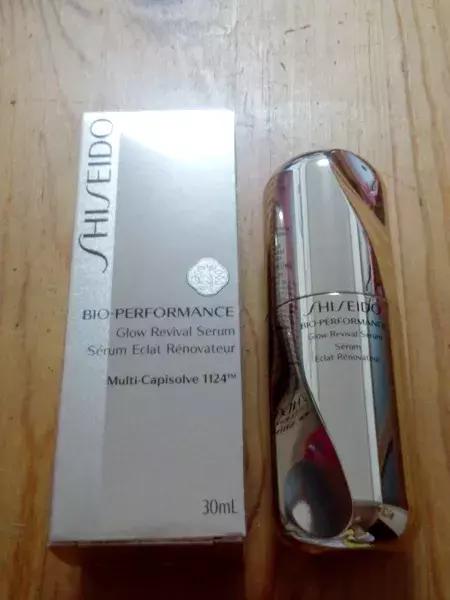 SHISEIDO
BIO-PERFORMANCE
Glow Revival Serum
Sérum Eclat Rénovateur
Multi-Capisolve 1124™
30mL
SHISEIDO
BIO-PERFORMANCE
Glow Revival Serum
Sérum
Eclat Rénovateur